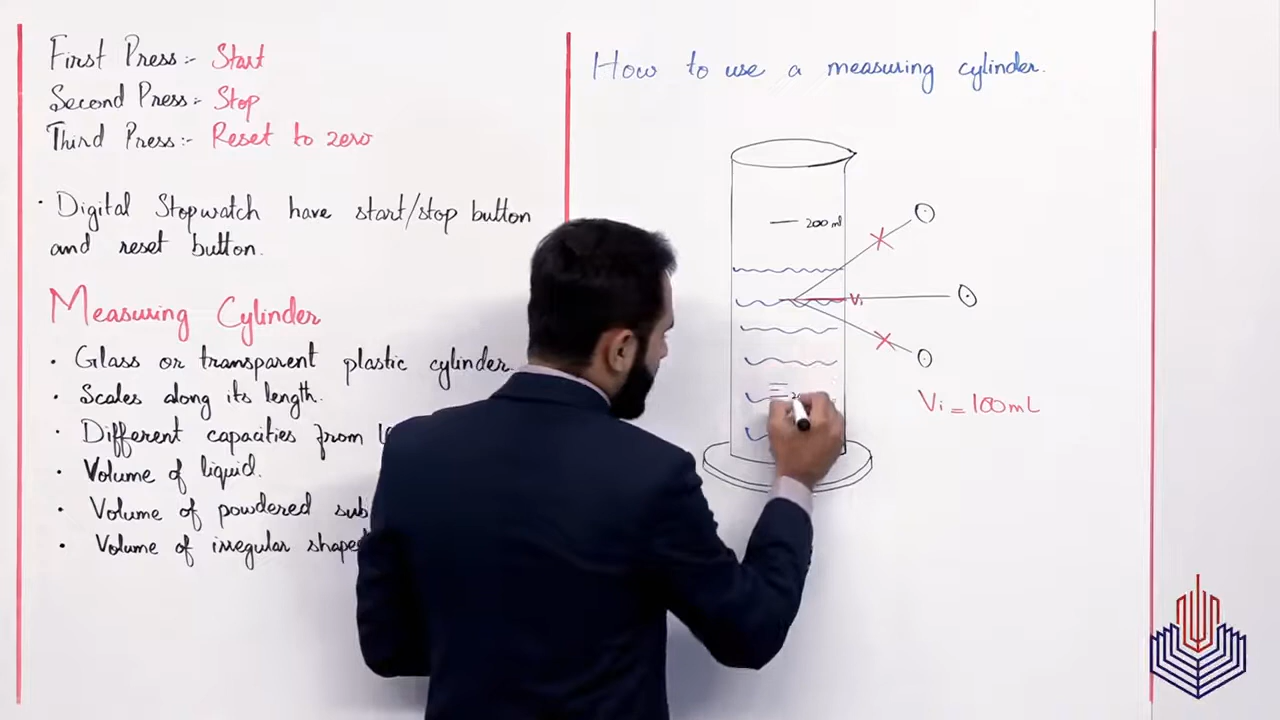 First Press:- Start
Second Press:- Stop
Third Press:- Reset to zero
· Digital Stopwatch have start/stop button
and reset button.
Measuring Cylinder
· Glass or transparent plastic cylinder.
· Scales along its length.
· Different capacities from
· Volume of liquid.
· Volume of powdered
· Volume of irregular shaped
How to use a measuring cylinder.
200 ml
Vi
Vi = 100mL